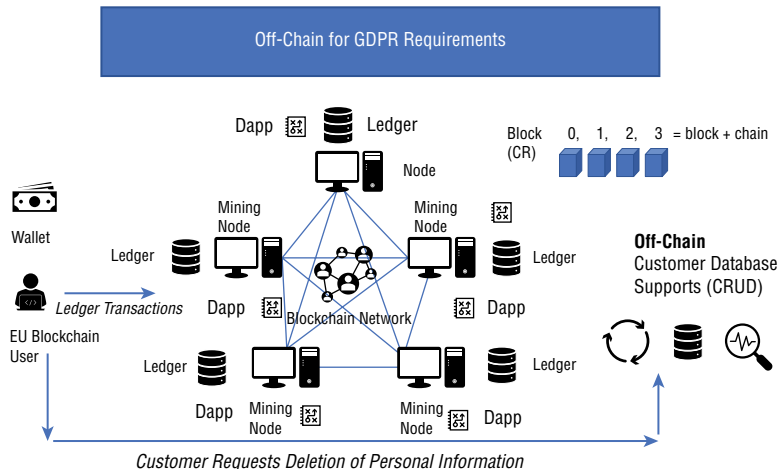 Off-Chain for GDPR Requirements
Dapp
Ledger
Node
Block
(CR)
0, 1, 2, 3 = block + chain
Wallet
EU Blockchain
User
Ledger Transactions
Mining
Node
Ledger
Dapp
Mining
Node
Ledger
Dapp
Blockchain Network
Off-Chain
Customer Database
Supports (CRUD)
Ledger
Dapp
Mining
Node
Ledger
Mining
Node
Dapp
Customer Requests Deletion of Personal Information